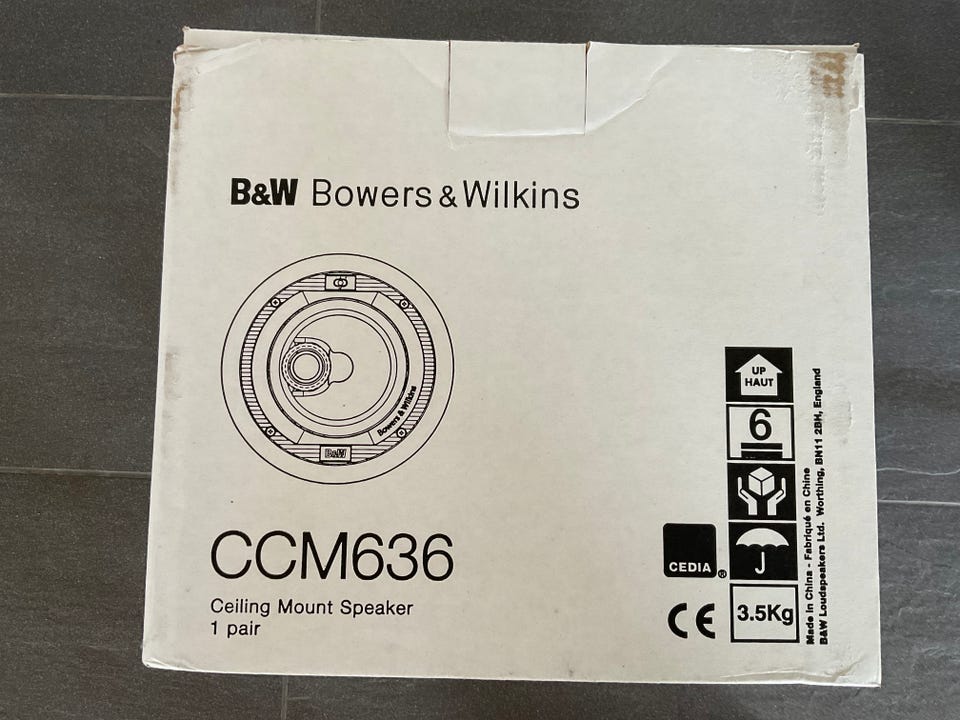 B&W Bowers & Wilkins
Bowers & Wilkins
B&W
CCM636
Ceiling Mount Speaker
1 pair
UP
HAUT
6
CEDIA ®
CE
3.5Kg
Made in China - Fabriqué en Chine
B&W Loudspeakers Ltd. Worthing, BN11 2BH, England